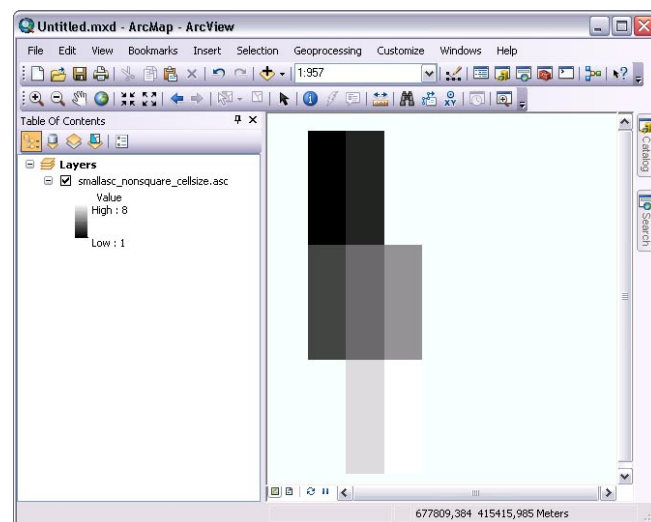 Untitled.mxd - ArcMap - ArcView
File Edit View Bookmarks Insert Selection Geoprocessing Customize Windows Help
1:957
XY
Table Of Contents
Layers
smallasc_nonsquare_cellsize.asc
Value
High : 8
Low : 1
Catalog
Search
677809,384 415415,985 Meters